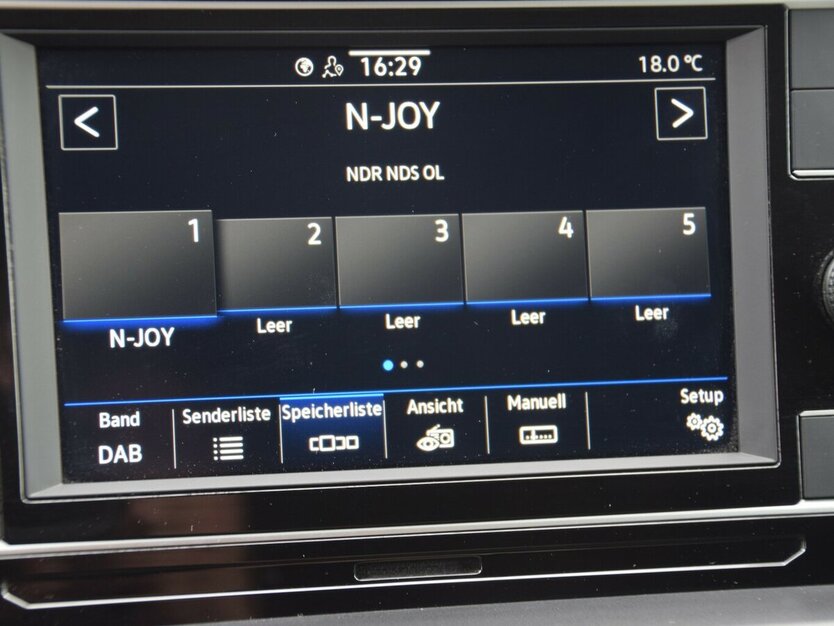 16:29
18.0 °C
<
N-JOY
>
NDR NDS OL
1
2
3
4
5
N-JOY
Leer
Leer
Leer
Leer
Band
Senderliste
Speicherliste
Ansicht
Manuell
Setup
DAB